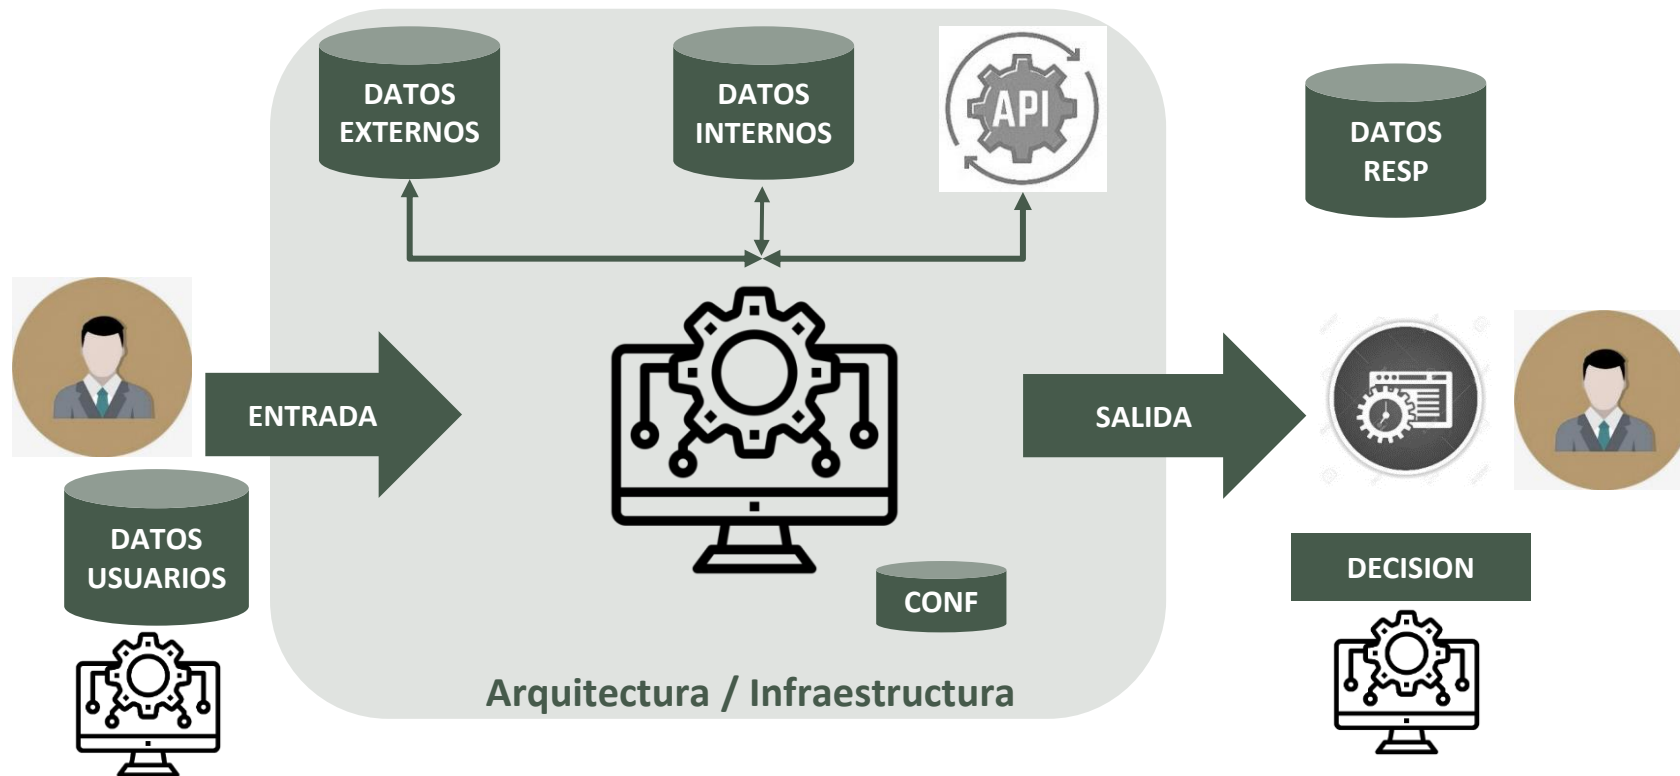 DATOS
EXTERNOS
DATOS
INTERNOS
API
DATOS
RESP
ENTRADA
SALIDA
DATOS
USUARIOS
DECISION
CONF
Arquitectura / Infraestructura